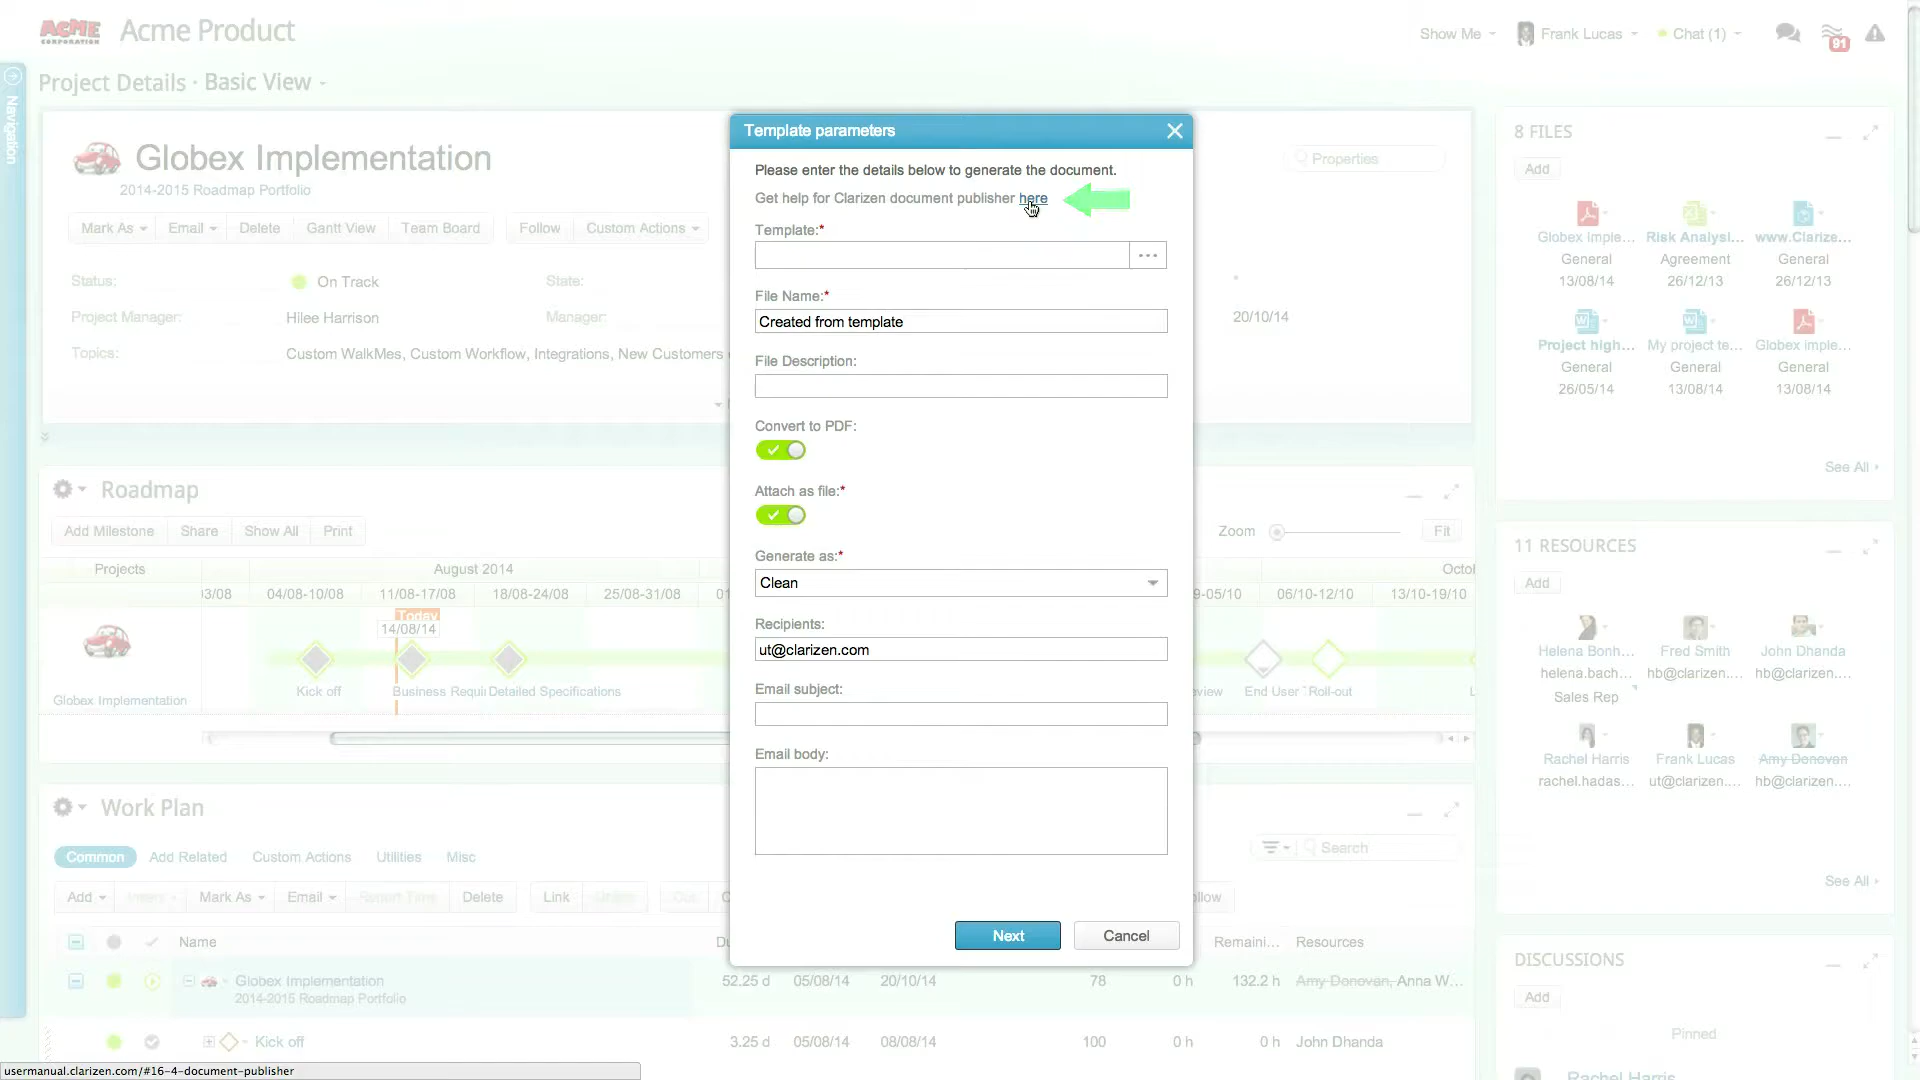 ACME
CORPORATION
Acme Product
Show Me
Frank Lucas
Chat (1)
91
Navigation
Project Details · Basic View
Globex Implementation
2014-2015 Roadmap Portfolio
Properties
Mark As
Email
Delete
Gantt View
Team Board
Follow
Custom Actions
Status:
On Track
State:
Project Manager:
Hilee Harrison
Manager:
20/10/14
Topics:
Custom WalkMes, Custom Workflow, Integrations, New Customers
Template parameters
Please enter the details below to generate the document.
Get help for Clarizen document publisher here
Template:*
...
File Name:*
Created from template
File Description:
Convert to PDF:
Attach as file:*
Generate as:*
Clean
Recipients:
ut@clarizen.com
Email subject:
Email body:
Next
Cancel
Roadmap
Add Milestone
Share
Show All
Print
Zoom
Fit
Projects
August 2014
04/08-10/08
11/08-17/08
18/08-24/08
25/08-31/08
06/10-12/10
13/10-19/10
Today
14/08/14
Globex Implementation
Kick off
Business Requi
Detailed Specifications
End User
Roll-out
Work Plan
Common
Add Related
Custom Actions
Utilities
Misc
Search
Add
Mark As
Email
Report Time
Delete
Link
Name
Remaini...
Resources
Globex Implementation
2014-2015 Roadmap Portfolio
52.25 d
05/08/14
20/10/14
78
0 h
132.2 h
Amy Donovan, Anna W...
Kick off
3.25 d
05/08/14
08/08/14
100
0 h
0 h
John Dhanda
8 FILES
Add
Globex Imple...
Risk Analysi...
www.Clarize...
General
Agreement
General
13/08/14
26/12/13
26/12/13
Project high...
My project te...
Globex imple...
General
General
General
26/05/14
13/08/14
13/08/14
See All
11 RESOURCES
Add
Helena Bonh...
Fred Smith
John Dhanda
helena.bach...
hb@clarizen....
hb@clarizen....
Sales Rep
Rachel Harris
Frank Lucas
Amy Donovan
rachel.hadas...
ut@clarizen....
hb@clarizen....
See All
DISCUSSIONS
Add
Pinned
Rachel Harris
usermanual.clarizen.com/#16-4-document-publisher